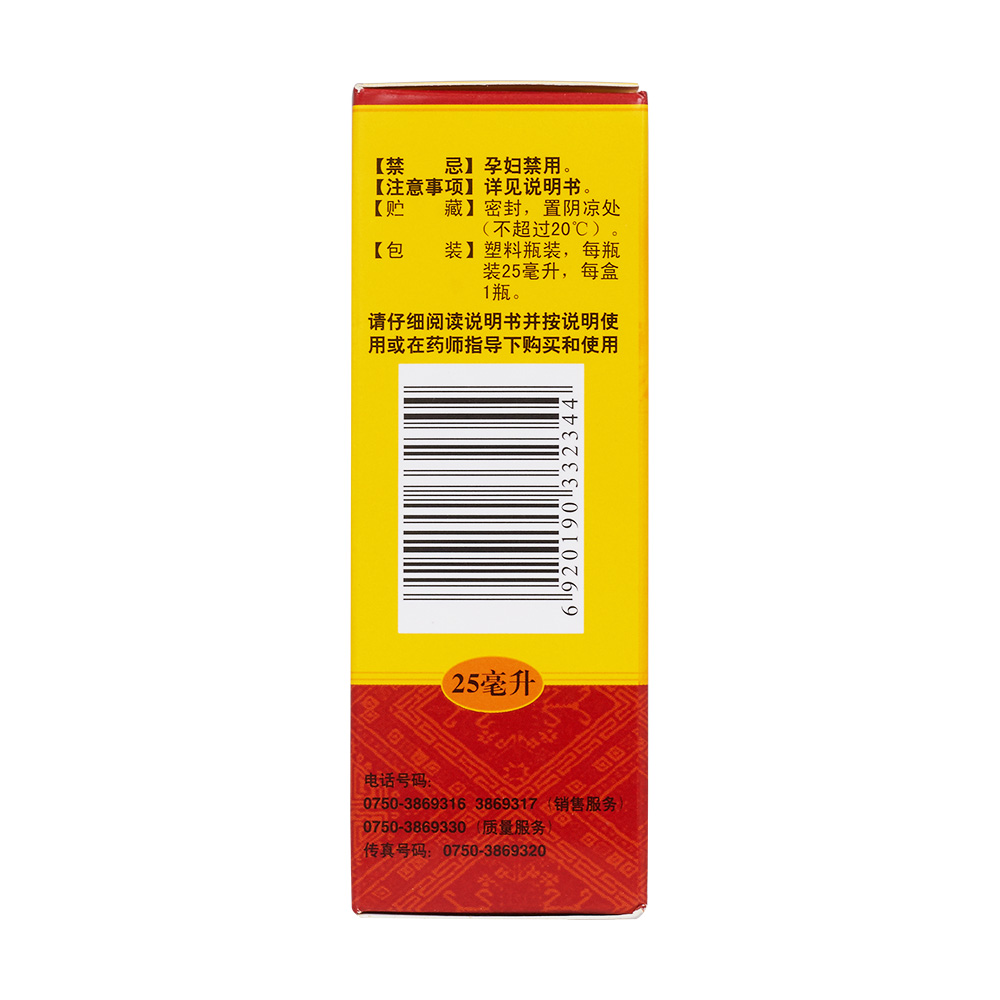 【禁　　忌】孕妇禁用。
【注意事项】详见说明书。
【贮　　藏】密封，置阴凉处
（不超过20℃）。
【包　　装】塑料瓶装，每瓶
装25毫升，每盒
1瓶。
请仔细阅读说明书并按说明使
用或在药师指导下购买和使用
6920190332344
25毫升
电话号码：
0750-3869316 3869317（销售服务）
0750-3869330（质量服务）
传真号码：0750-3869320